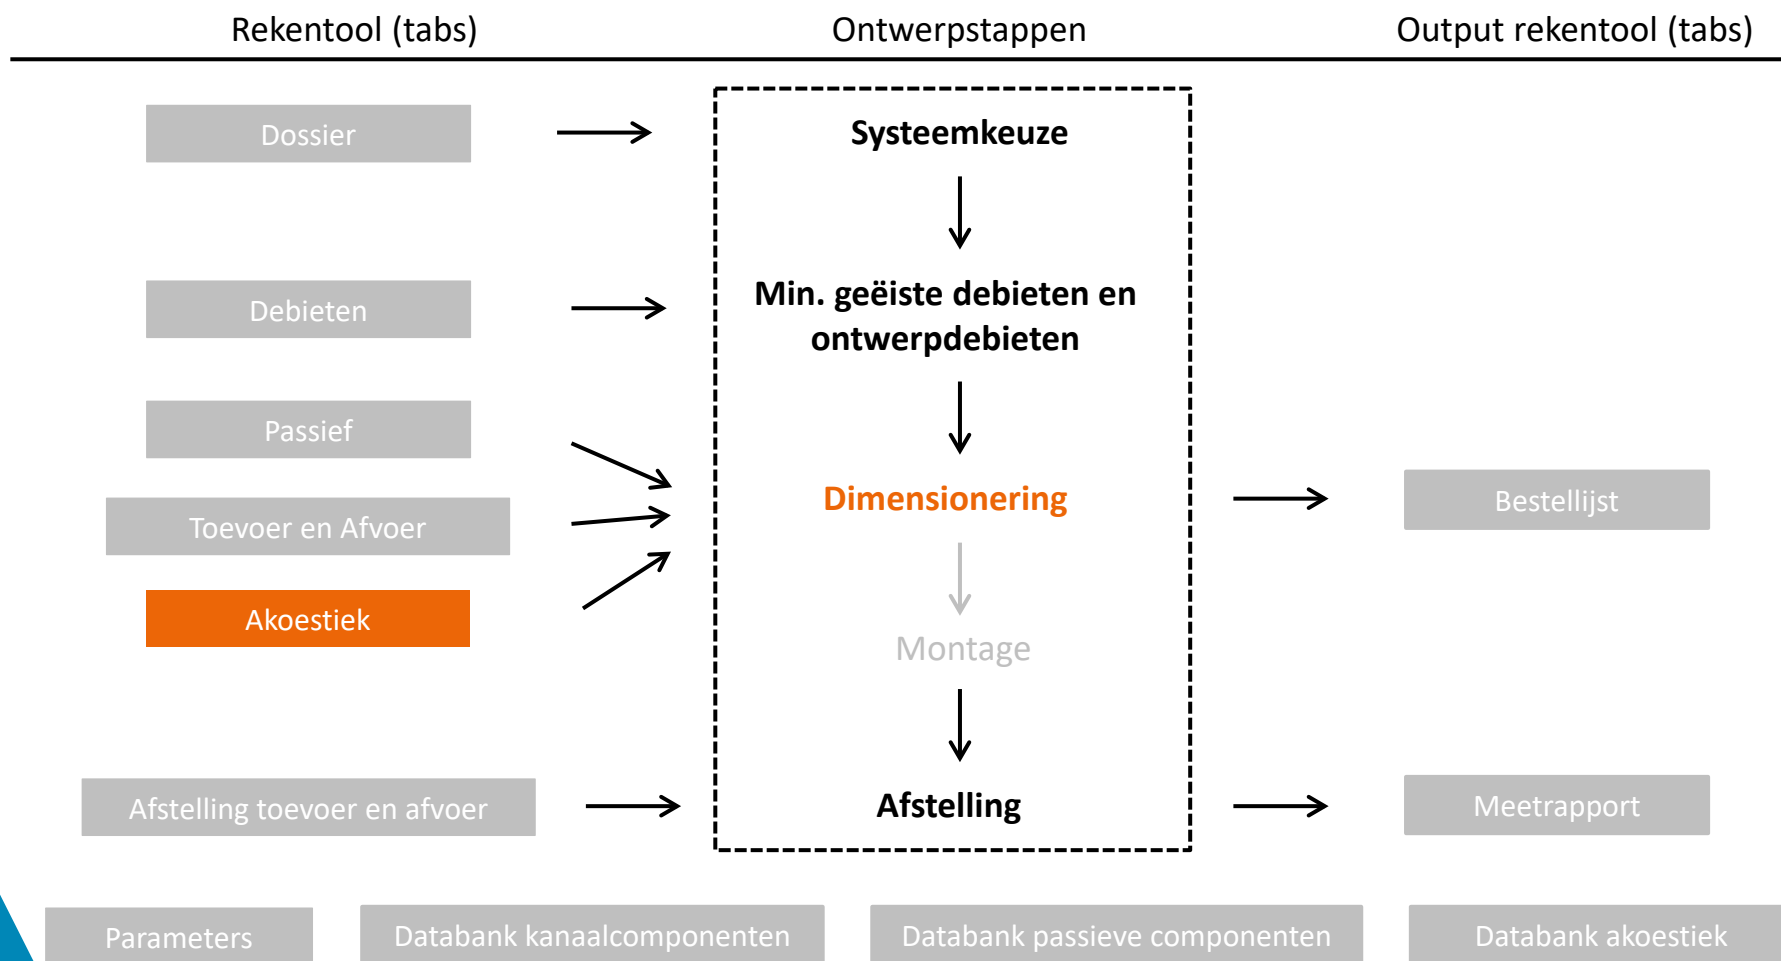 Rekentool (tabs)
Ontwerpstappen
Output rekentool (tabs)
Dossier
Systeemkeuze
Debieten
Min. geëiste debieten en
ontwerpdebieten
Passief
Toevoer en Afvoer
Akoestiek
Dimensionering
Bestellijst
Montage
Afstelling toevoer en afvoer
Afstelling
Meetrapport
Parameters
Databank kanaalcomponenten
Databank passieve componenten
Databank akoestiek